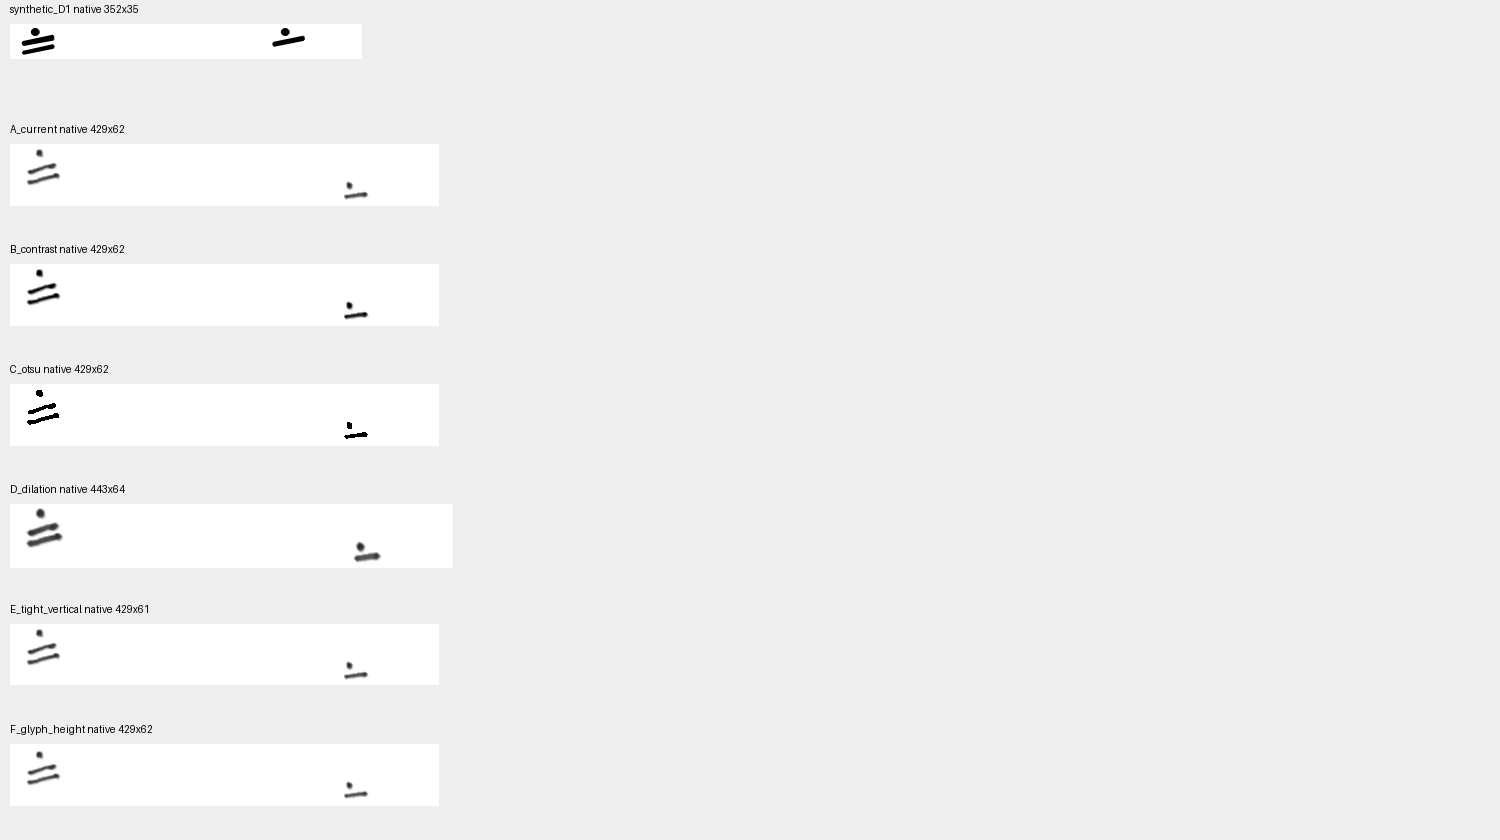 synthetic_D1 native 352x35
A_current native 429x62
B_contrast native 429x62
C_otsu native 429x62
D_dilation native 443x64
E_tight_vertical native 429x61
F_glyph_height native 429x62